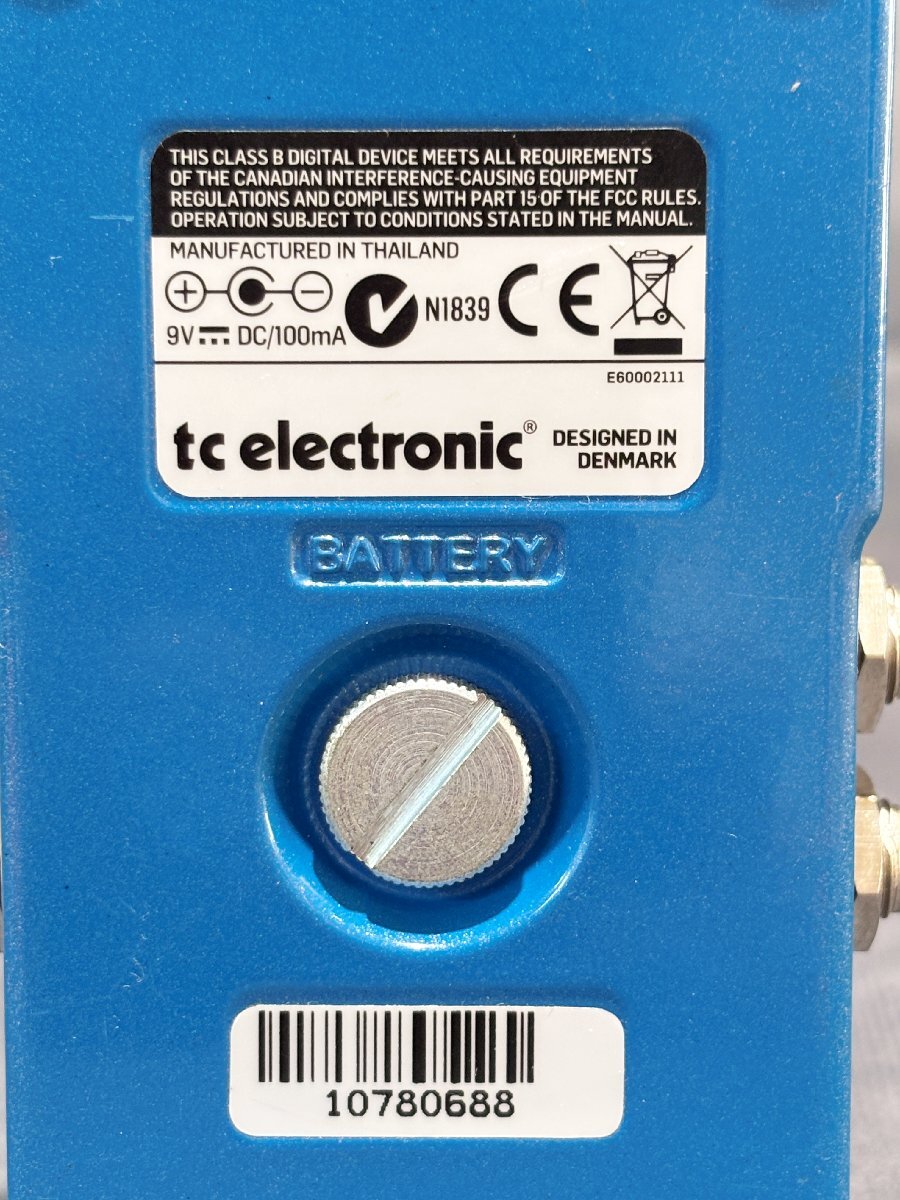 THIS CLASS B DIGITAL DEVICE MEETS ALL REQUIREMENTS
OF THE CANADIAN INTERFERENCE-CAUSING EQUIPMENT
REGULATIONS AND COMPLIES WITH PART 15 OF THE FCC RULES.
OPERATION SUBJECT TO CONDITIONS STATED IN THE MANUAL.
MANUFACTURED IN THAILAND
N1839 CE
9V⎓ DC/100mA
E60002111
tc electronic®
DESIGNED IN
DENMARK
BATTERY
10780688